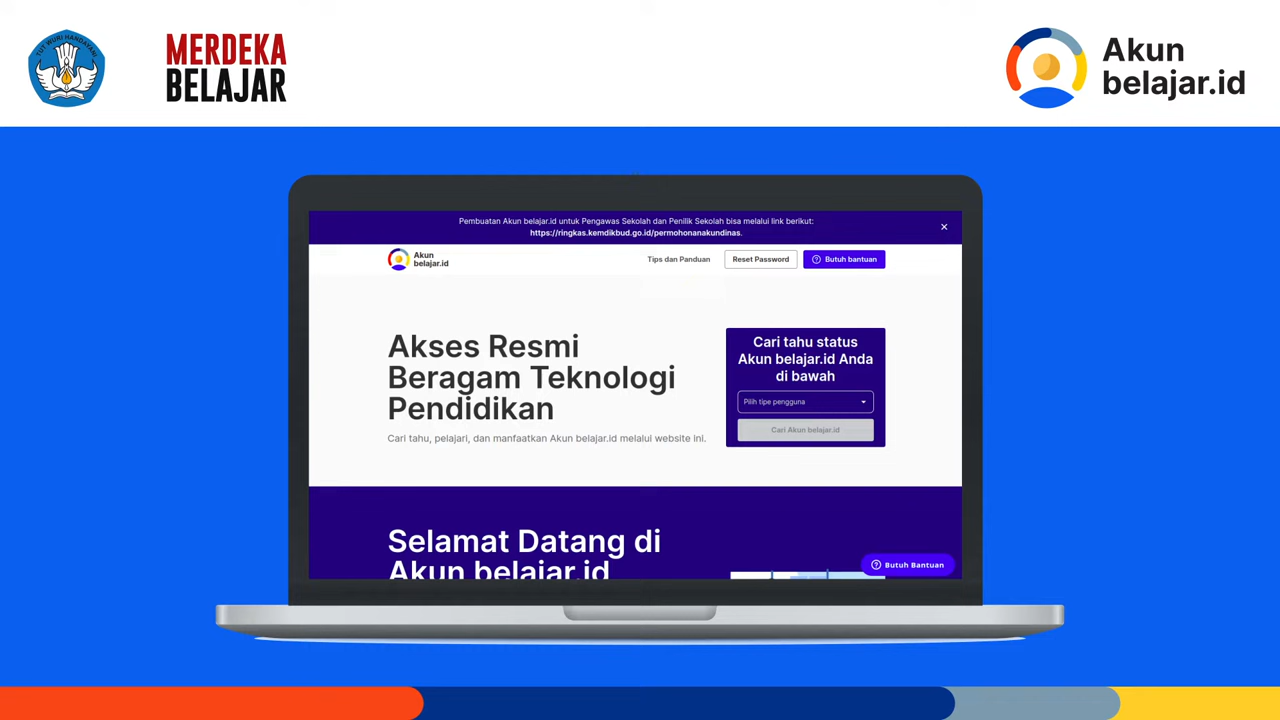 TUT WURI HANDAYANI
MERDEKA
BELAJAR
Akun
belajar.id
Pembuatan Akun belajar.id untuk Pengawas Sekolah dan Penilik Sekolah bisa melalui link berikut:
https://ringkas.kemdikbud.go.id/permohonanakundinas.
Akun
belajar.id
Tips dan Panduan
Reset Password
Butuh bantuan
Akses Resmi
Beragam Teknologi
Pendidikan
Cari tahu, pelajari, dan manfaatkan Akun belajar.id melalui website ini.
Cari tahu status
Akun belajar.id Anda
di bawah
Pilih tipe pengguna
Cari Akun belajar.id
Selamat Datang di
Akun belajar.id
Butuh Bantuan